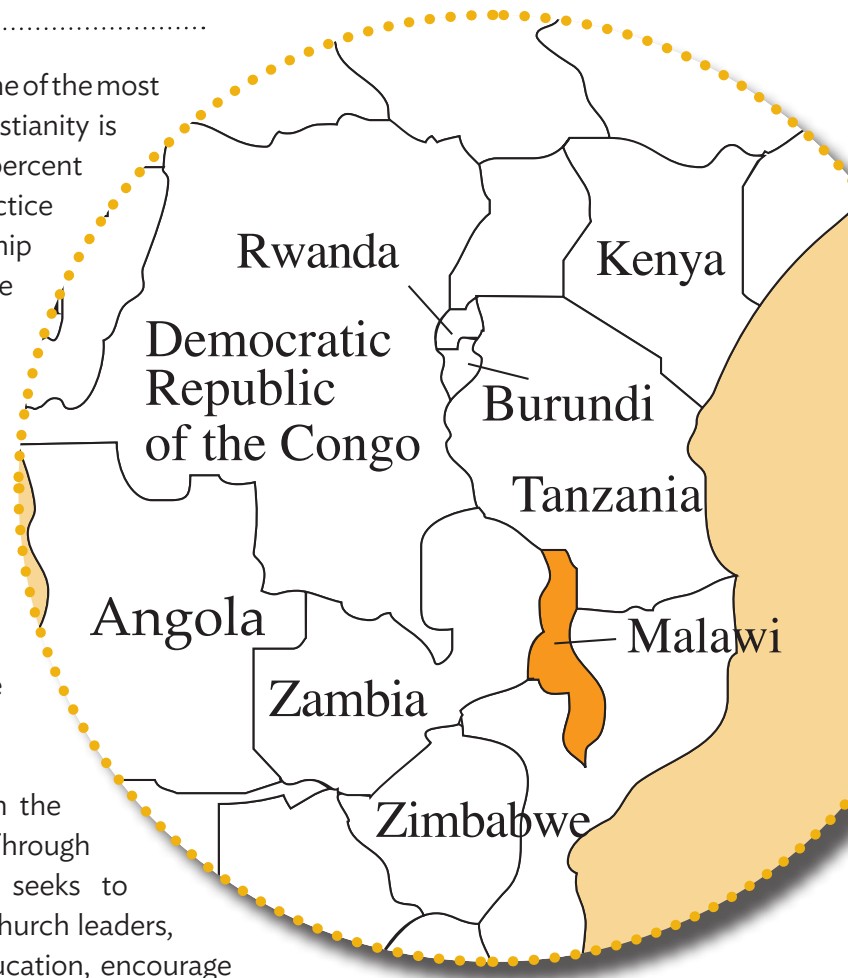 ne of the most
stianity is
percent
ctice
hip
e
Rwanda
Kenya
Democratic
Republic
of the Congo
Burundi
Tanzania
Angola
Malawi
Zambia
e
n the
Through
Zimbabwe
seeks to
hurch leaders,
ucation, encourage